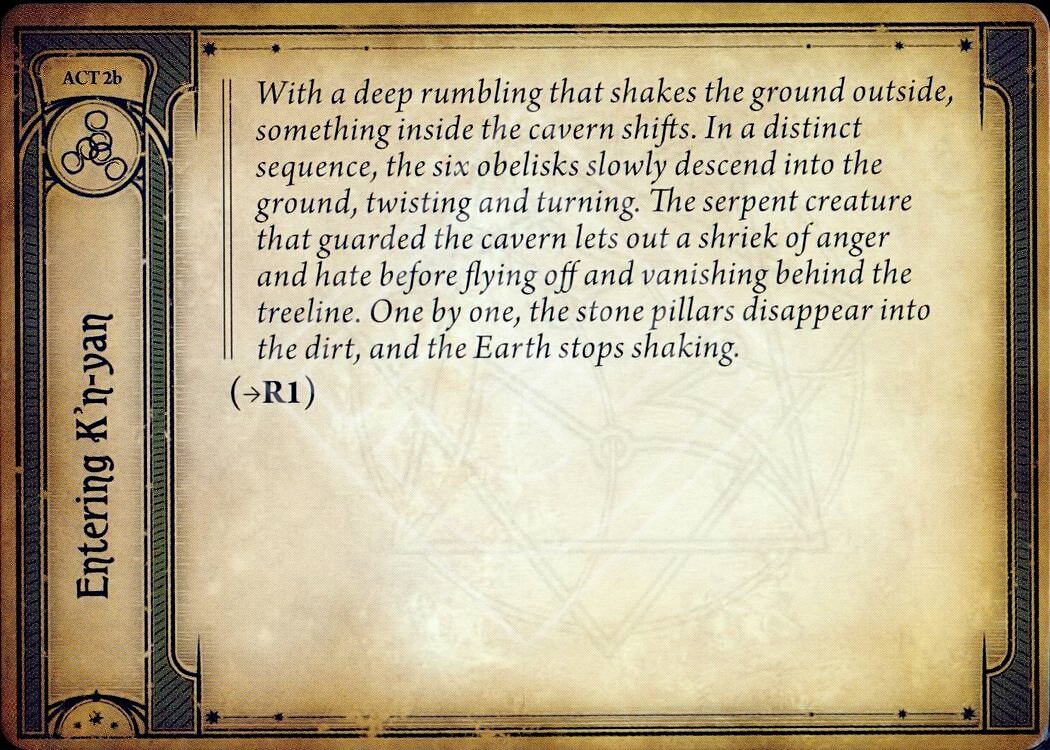 ACT 2b
Entering K'n-yan
With a deep rumbling that shakes the ground outside,
something inside the cavern shifts. In a distinct
sequence, the six obelisks slowly descend into the
ground, twisting and turning. The serpent creature
that guarded the cavern lets out a shriek of anger
and hate before flying off and vanishing behind the
treeline. One by one, the stone pillars disappear into
the dirt, and the Earth stops shaking.
(→R1)